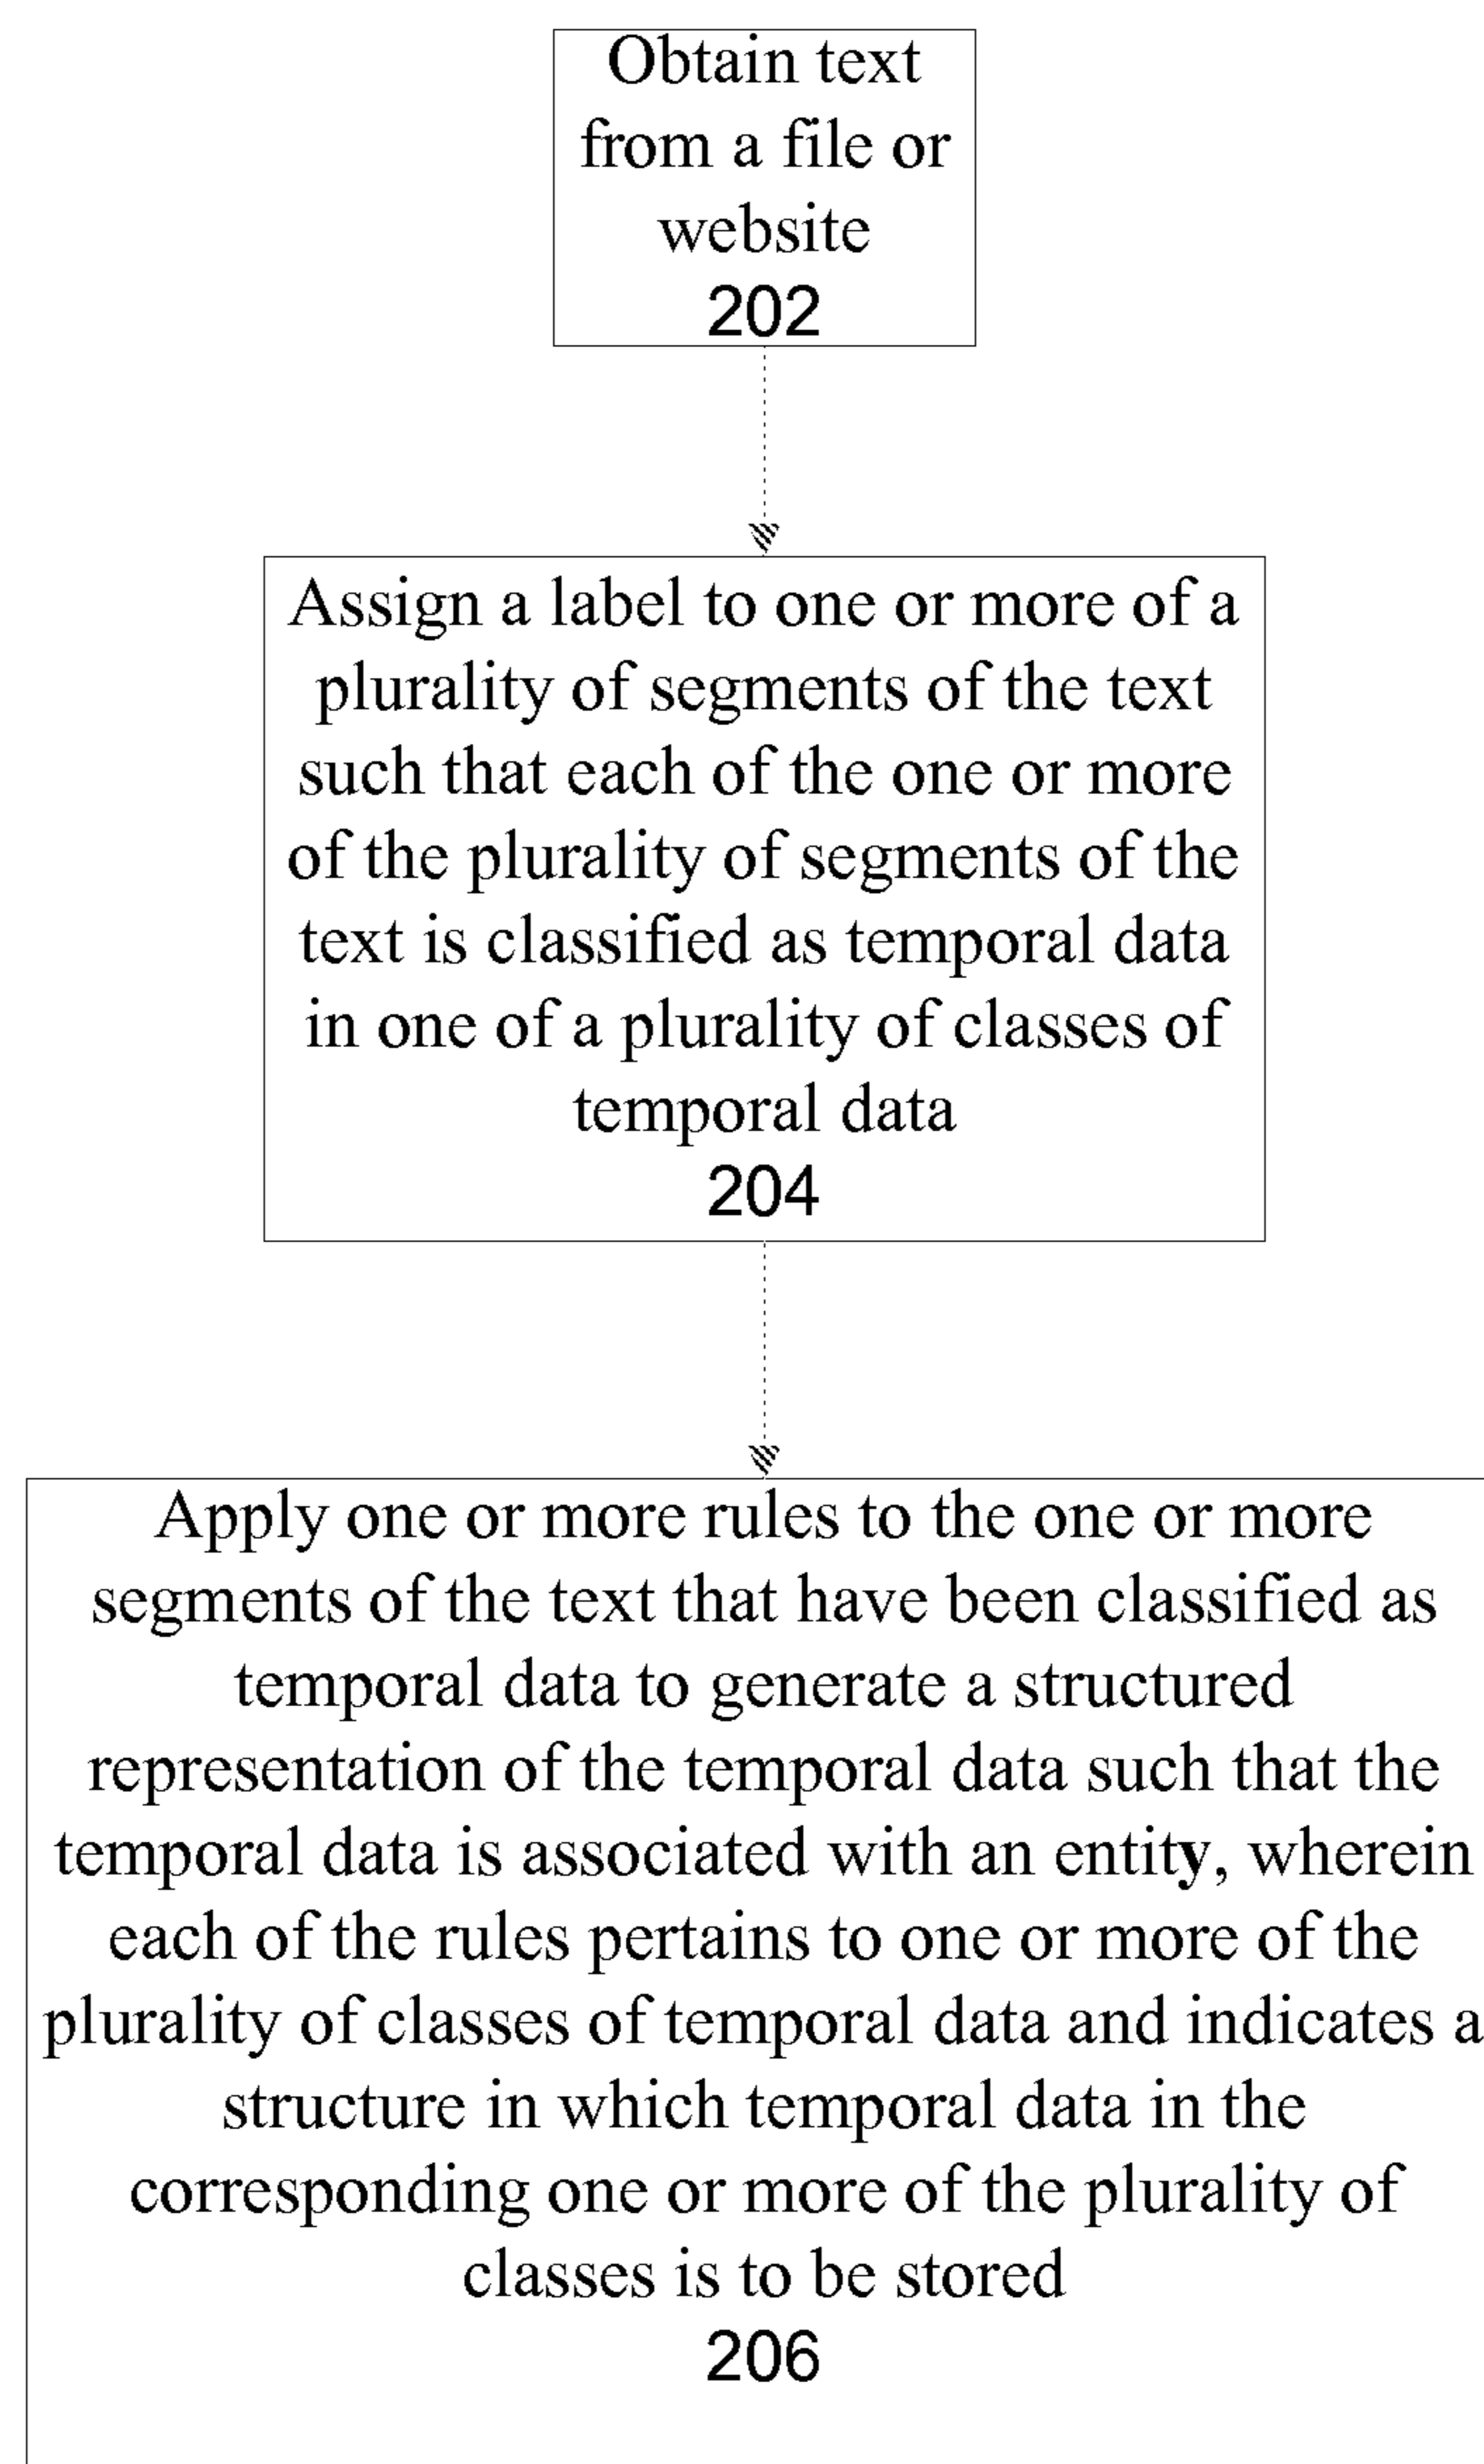 Obtain text
from a file or
website
202
Assign a label to one or more of a
plurality of segments of the text
such that each of the one or more
of the plurality of segments of the
text is classified as temporal data
in one of a plurality of classes of
temporal data
204
Apply one or more rules to the one or more
segments of the text that have been classified as
temporal data to generate a structured
representation of the temporal data such that the
temporal data is associated with an entity, wherein
each of the rules pertains to one or more of the
plurality of classes of temporal data and indicates a
structure in which temporal data in the
corresponding one or more of the plurality of
classes is to be stored
206